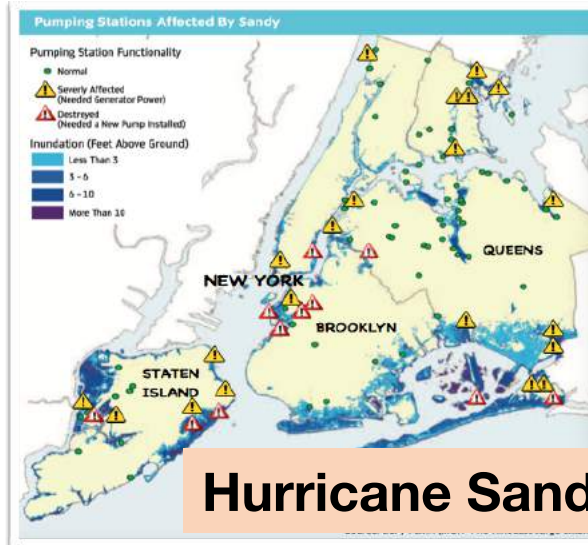 Pumping Stations Affected By Sandy
Pumping Station Functionality
Normal
Severly Affected
(Needed Generator Power)
Destroyed
(Needed a New Pump Installed)
Inundation (Feet Above Ground)
Less Than 3
3 - 6
6 - 10
More Than 10
QUEENS
NEW YORK
BROOKLYN
STATEN
ISLAND
Hurricane Sand